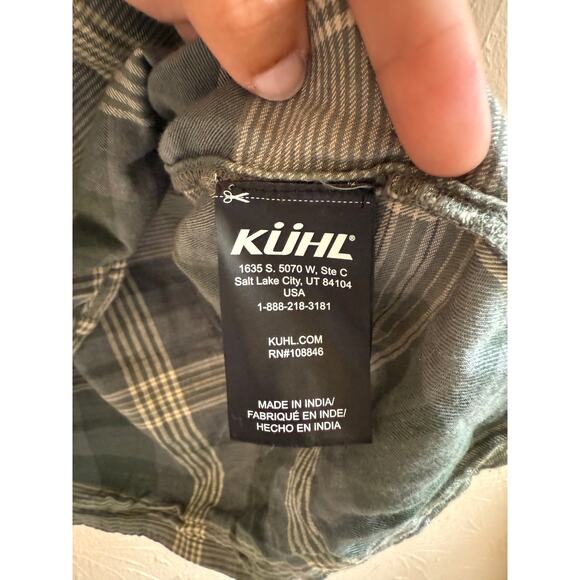 KÜHL®
1635 S. 5070 W, Ste C
Salt Lake City, UT 84104
USA
1-888-218-3181
KUHL.COM
RN#108846
MADE IN INDIA/
FABRIQUÉ EN INDE/
HECHO EN INDIA